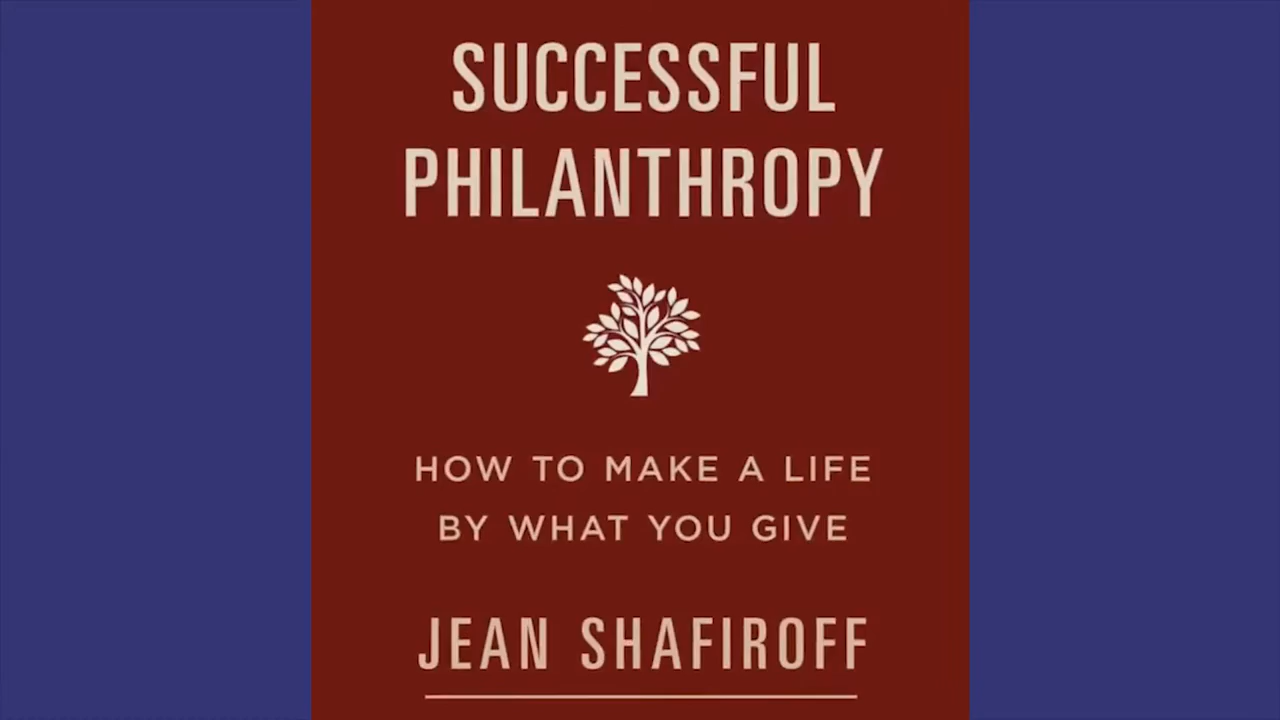 SUCCESSFUL
PHILANTHROPY
HOW TO MAKE A LIFE
BY WHAT YOU GIVE
JEAN SHAFIROFF